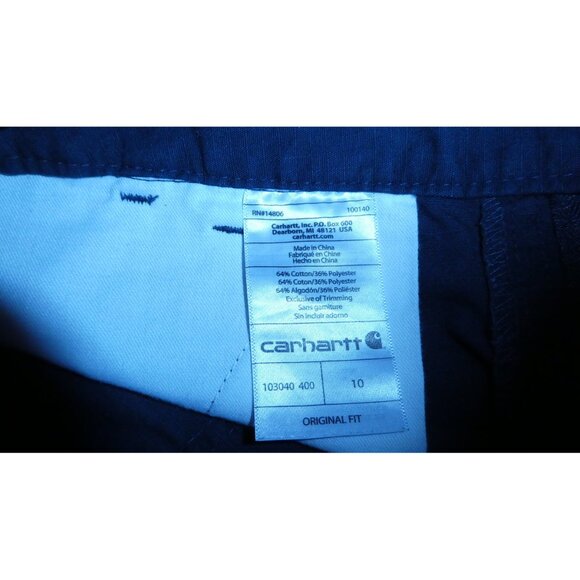 RN#14806 100140
Carhartt, Inc. P.O. Box 600
Dearborn, MI 48121 USA
carhartt.com
Made in China
Fabriqué en Chine
Hecho en China
64% Cotton/36% Polyester
64% Coton/36% Polyester
64% Algodón/36% Poliéster
Exclusive of Trimming
Sans garniture
Sin incluir adorno
carhartt
103040 400 10
ORIGINAL FIT